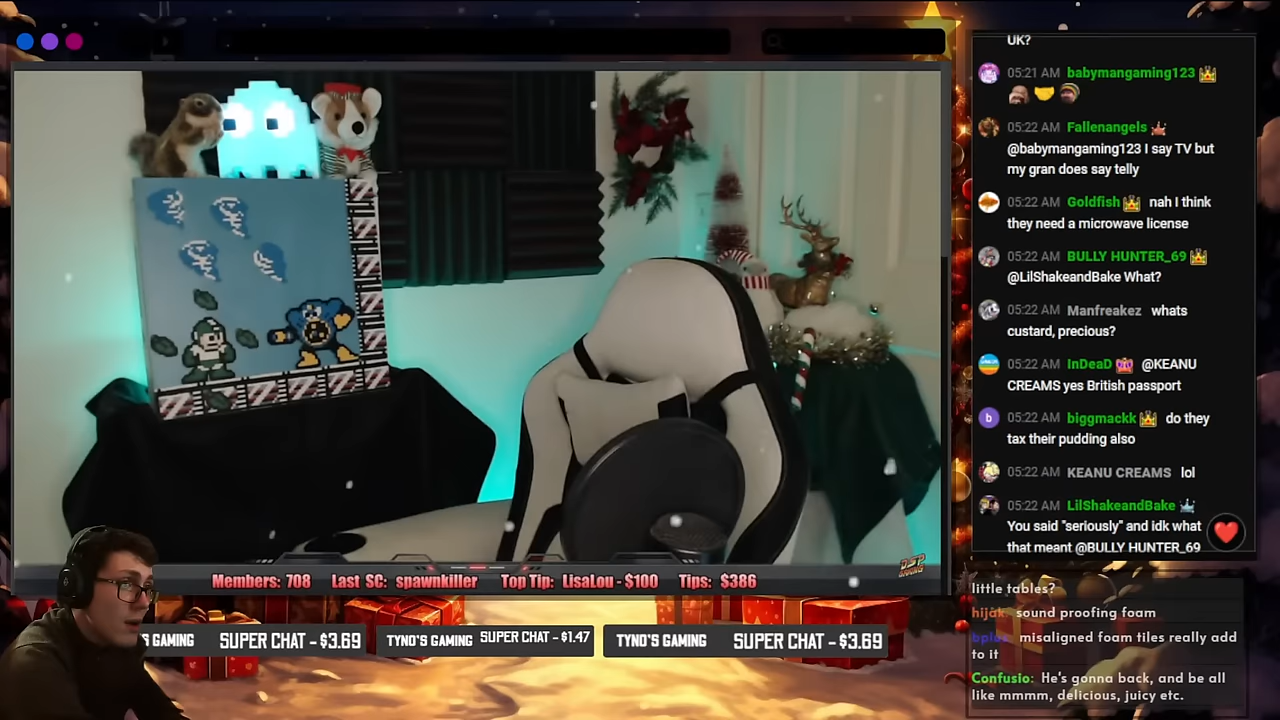 UK?
05:21 AM babymangaming123
05:22 AM Fallenangels
@babymangaming123 I say TV but
my gran does say telly
05:22 AM Goldfish nah I think
they need a microwave license
05:22 AM BULLY HUNTER_69
@LilShakeandBake What?
05:22 AM Manfreakez whats
custard, precious?
05:22 AM InDeaD @KEANU
CREAMS yes British passport
05:22 AM biggmackk do they
tax their pudding also
05:22 AM KEANU CREAMS lol
05:22 AM LilShakeandBake
You said "seriously" and idk what
that meant @BULLY HUNTER_69
DSP
GAMING
Members: 708 Last SC: spawnkiller Top Tip: LisaLou - $100 Tips: $386
'S GAMING SUPER CHAT - $3.69 TYNO'S GAMING SUPER CHAT - $1.47 TYNO'S GAMING SUPER CHAT - $3.69
little tables?
hijak: sound proofing foam
misaligned foam tiles really add
to it
Confusio: He's gonna back, and be all
like mmmm, delicious, juicy etc.